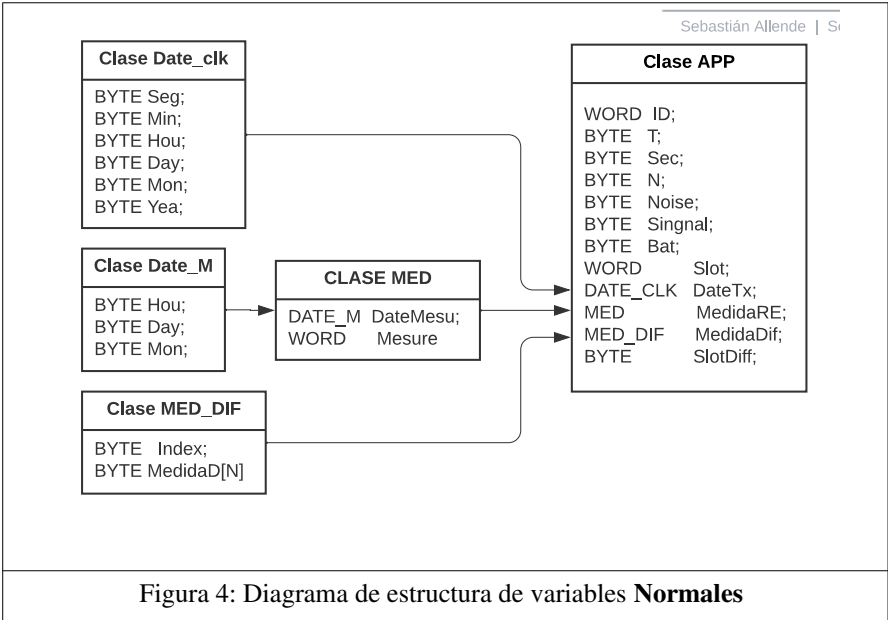 Sebastián Allende | S
Clase Date_clk
BYTE Seg;
BYTE Min;
BYTE Hou;
BYTE Day;
BYTE Mon;
BYTE Yea;
Clase Date_M
BYTE Hou;
BYTE Day;
BYTE Mon;
CLASE MED
DATE_M DateMesu;
WORD Mesure
Clase MED_DIF
BYTE Index;
BYTE MedidaD[N]
Clase APP
WORD ID;
BYTE T;
BYTE Sec;
BYTE N;
BYTE Noise;
BYTE Singnal;
BYTE Bat;
WORD Slot;
DATE_CLK DateTx;
MED MedidaRE;
MED_DIF MedidaDif;
BYTE SlotDiff;
Figura 4: Diagrama de estructura de variables Normales